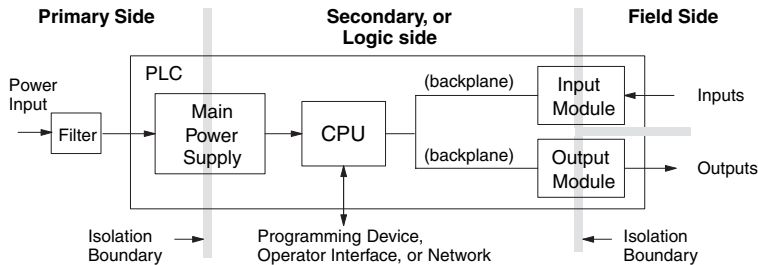 Primary Side
Secondary, or
Logic side
Field Side
PLC
Power
Input
Filter
Main
Power
Supply
CPU
(backplane)
(backplane)
Input
Module
Inputs
Output
Module
Outputs
Isolation
Boundary
Programming Device,
Operator Interface, or Network
Isolation
Boundary